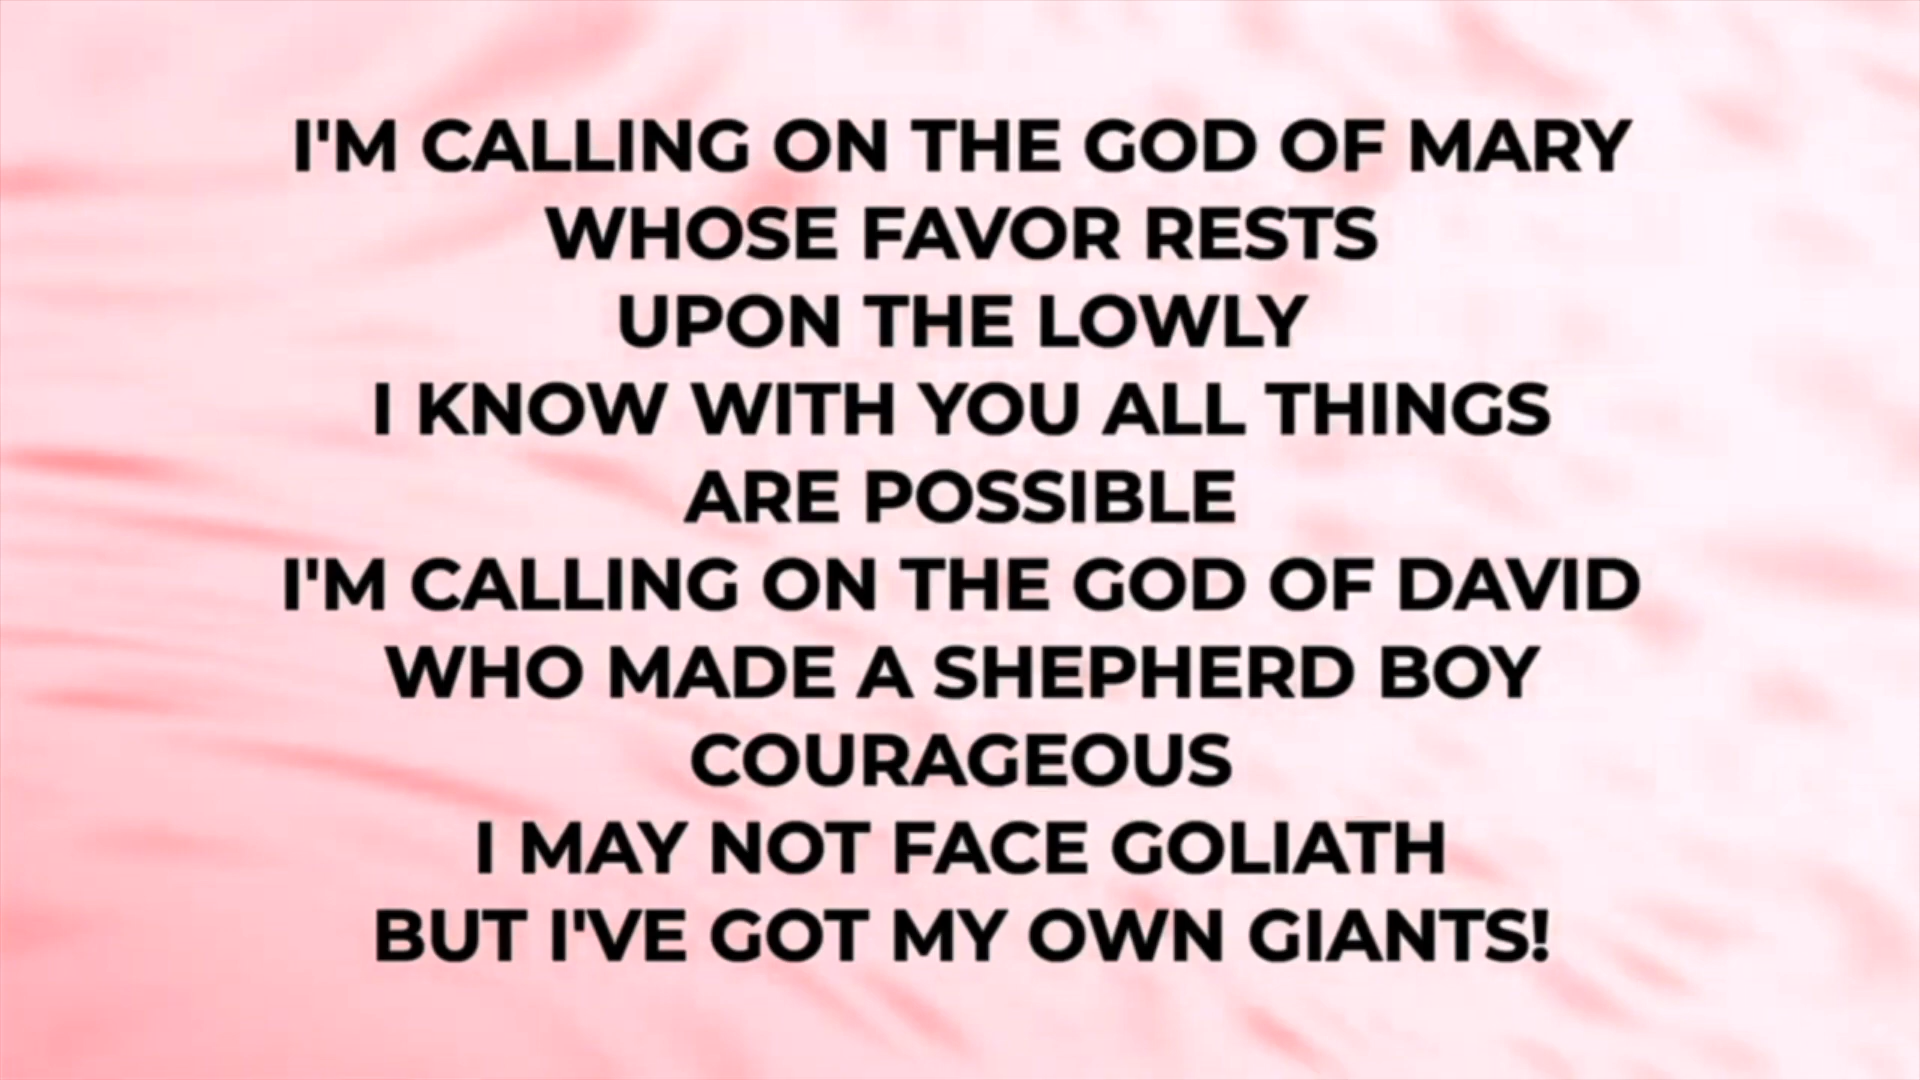 I'M CALLING ON THE GOD OF MARY
WHOSE FAVOR RESTS
UPON THE LOWLY
I KNOW WITH YOU ALL THINGS
ARE POSSIBLE
I'M CALLING ON THE GOD OF DAVID
WHO MADE A SHEPHERD BOY
COURAGEOUS
I MAY NOT FACE GOLIATH
BUT I'VE GOT MY OWN GIANTS!